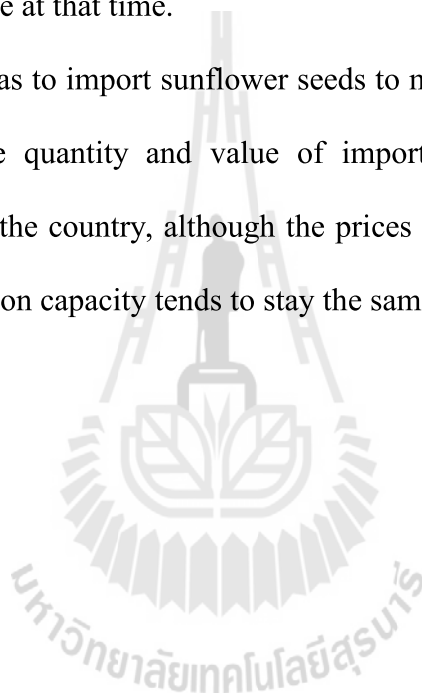 e at that time.
as to import sunflower seeds to m
e quantity and value of import
the country, although the prices
on capacity tends to stay the sam
มหาวิทยาลัยเทคโนโลยีสุรนารี